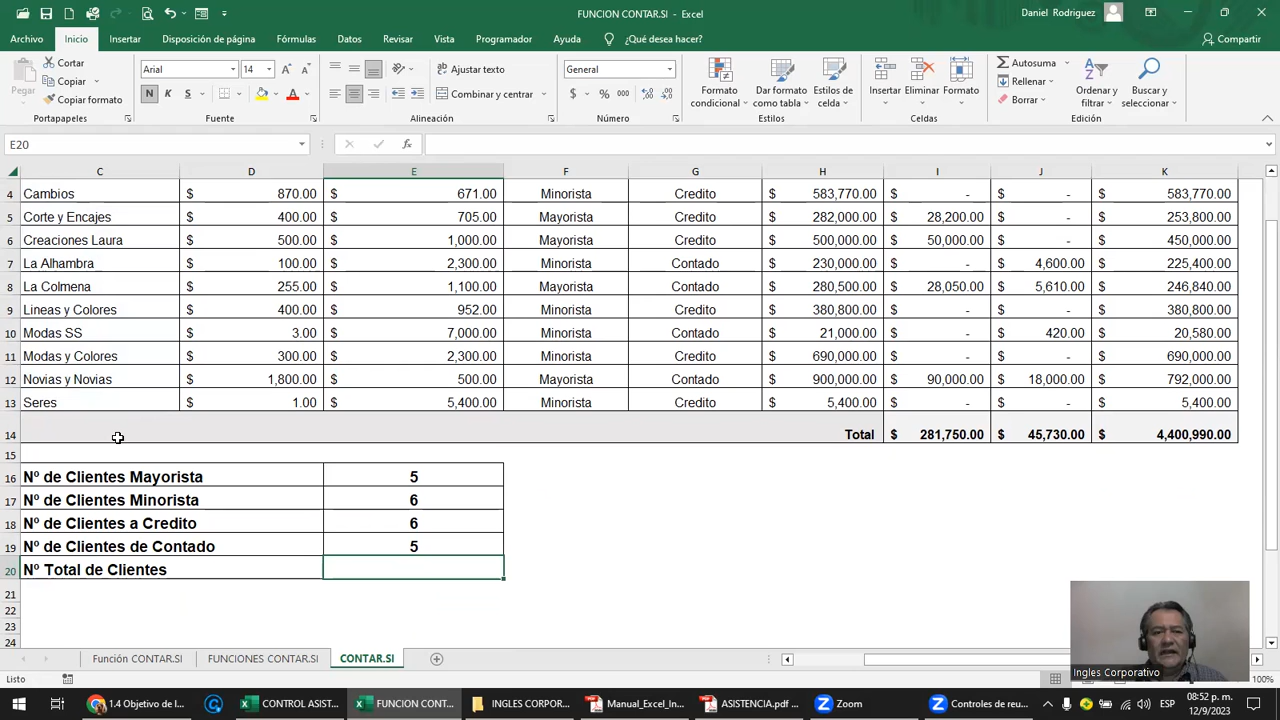 FUNCION CONTAR.SI - Excel
Daniel Rodriguez
Archivo Inicio Insertar Disposición de página Fórmulas Datos Revisar Vista Programador Ayuda ¿Qué desea hacer? Compartir
Pegar
Cortar
Copiar
Copiar formato
Portapapeles
Arial 14
N K S
Fuente
Ajustar texto
Combinar y centrar
Alineación
General
$ % 000
Número
Formato condicional
Dar formato como tabla
Estilos de celda
Estilos
Insertar Eliminar Formato
Celdas
Autosuma
Rellenar
Borrar
Ordenar y filtrar
Buscar y seleccionar
Edición
E20 fx
C D E F G H I J K
4 Cambios $ 870.00 $ 671.00 Minorista Credito $ 583,770.00 $ - $ - $ 583,770.00
5 Corte y Encajes $ 400.00 $ 705.00 Mayorista Credito $ 282,000.00 $ 28,200.00 $ - $ 253,800.00
6 Creaciones Laura $ 500.00 $ 1,000.00 Mayorista Credito $ 500,000.00 $ 50,000.00 $ - $ 450,000.00
7 La Alhambra $ 100.00 $ 2,300.00 Minorista Contado $ 230,000.00 $ - $ 4,600.00 $ 225,400.00
8 La Colmena $ 255.00 $ 1,100.00 Mayorista Contado $ 280,500.00 $ 28,050.00 $ 5,610.00 $ 246,840.00
9 Lineas y Colores $ 400.00 $ 952.00 Minorista Credito $ 380,800.00 $ - $ - $ 380,800.00
10 Modas SS $ 3.00 $ 7,000.00 Minorista Contado $ 21,000.00 $ - $ 420.00 $ 20,580.00
11 Modas y Colores $ 300.00 $ 2,300.00 Minorista Credito $ 690,000.00 $ - $ - $ 690,000.00
12 Novias y Novias $ 1,800.00 $ 500.00 Mayorista Contado $ 900,000.00 $ 90,000.00 $ 18,000.00 $ 792,000.00
13 Seres $ 1.00 $ 5,400.00 Minorista Credito $ 5,400.00 $ - $ - $ 5,400.00
14 Total $ 281,750.00 $ 45,730.00 $ 4,400,990.00
15
16 Nº de Clientes Mayorista 5
17 Nº de Clientes Minorista 6
18 Nº de Clientes a Credito 6
19 Nº de Clientes de Contado 5
20 Nº Total de Clientes
21
22
23
24
Ingles Corporativo
Función CONTAR.SI FUNCIONES CONTAR.SI CONTAR.SI
Listo 100%
1.4 Objetivo de l... CONTROL ASIST... FUNCION CONT... INGLES CORPOR... Manual_Excel_In... ASISTENCIA.pdf ... Zoom Controles de reu... ESP 08:52 p. m.
12/9/2023